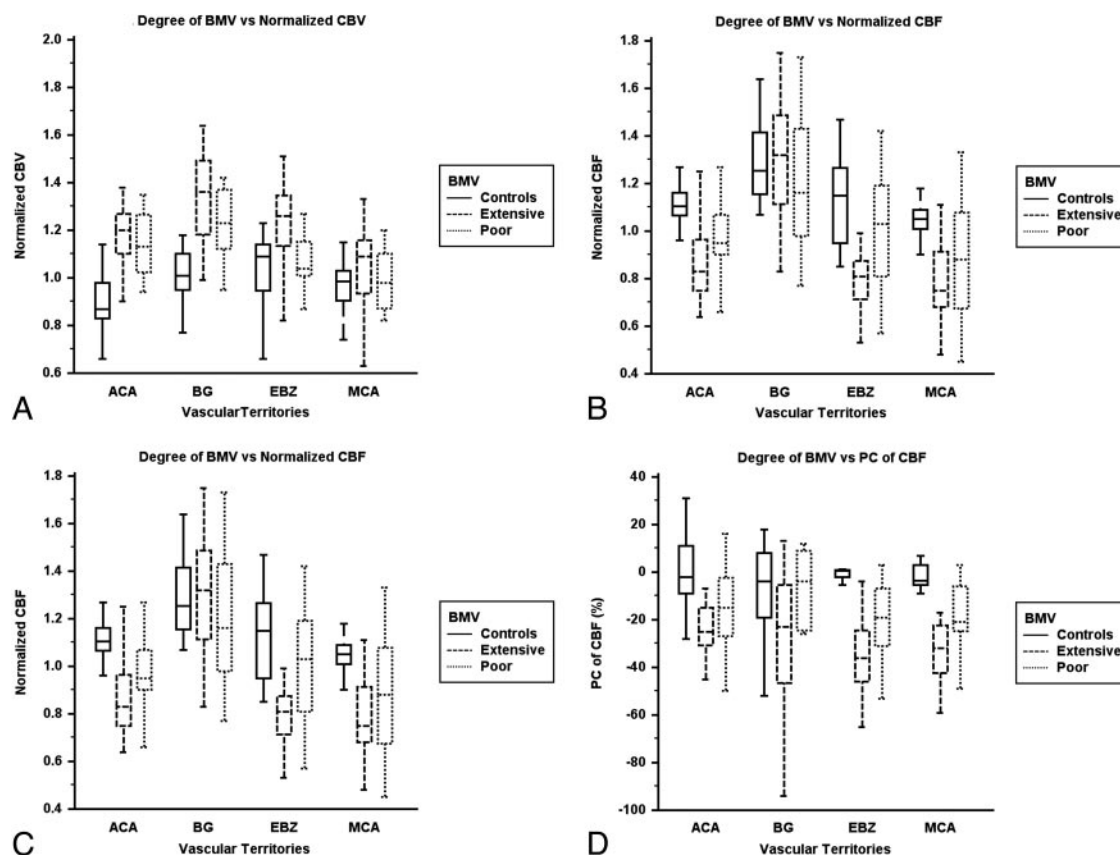 Degree of BMV vs Normalized CBV
2.0
1.8
1.6
1.4
1.2
1.0
0.8
0.6
Normalized CBV
ACA BG EBZ MCA
VascularTerritories
BMV
Controls
Extensive
Poor
A
Degree of BMV vs Normalized CBF
1.8
1.6
1.4
1.2
1.0
0.8
0.6
0.4
Normalized CBF
ACA BG EBZ MCA
Vascular Territories
BMV
Controls
Extensive
Poor
B
Degree of BMV vs Normalized CBF
1.8
1.6
1.4
1.2
1.0
0.8
0.6
0.4
Normalized CBF
ACA BG EBZ MCA
Vascular Territories
BMV
Controls
Extensive
Poor
C
Degree of BMV vs PC of CBF
40
20
0
-20
-40
-60
-80
-100
PC of CBF (%)
ACA BG EBZ MCA
Vascular Territories
BMV
Controls
Extensive
Poor
D